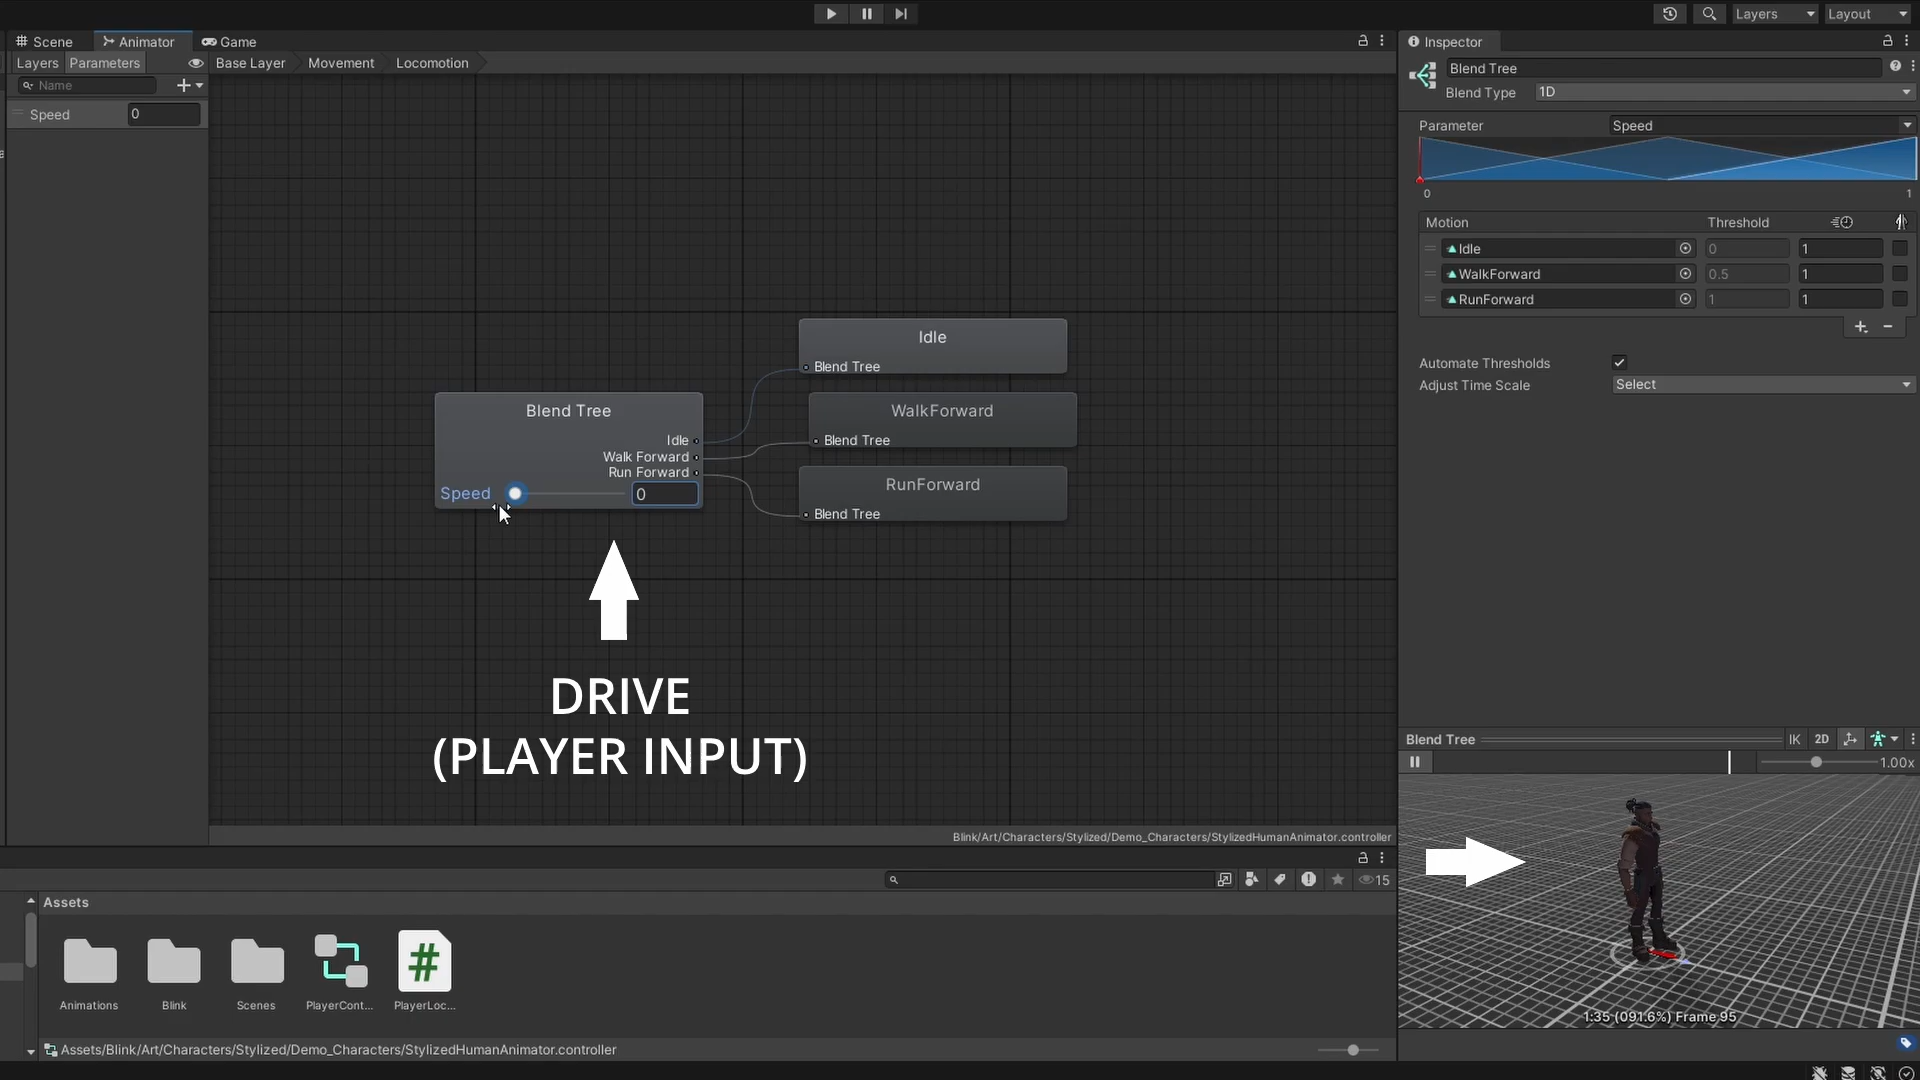 Layers
Layout
Scene
Animator
Game
Inspector
Layers
Parameters
Base Layer
Movement
Locomotion
Name
Speed
0
Blend Tree
Blend Type
1D
Parameter
Speed
0
1
Motion
Threshold
Idle
0
1
WalkForward
0.5
1
RunForward
1
1
Automate Thresholds
Adjust Time Scale
Select
Idle
Blend Tree
Blend Tree
Idle
Walk Forward
Run Forward
Speed
0
WalkForward
Blend Tree
RunForward
Blend Tree
DRIVE
(PLAYER INPUT)
Blink/Art/Characters/Stylized/Demo_Characters/StylizedHumanAnimator.controller
Blend Tree
IK
2D
1.00x
1:35 (091.6%) Frame 95
15
Assets
Animations
Blink
Scenes
PlayerCont...
#
PlayerLoc...
Assets/Blink/Art/Characters/Stylized/Demo_Characters/StylizedHumanAnimator.controller